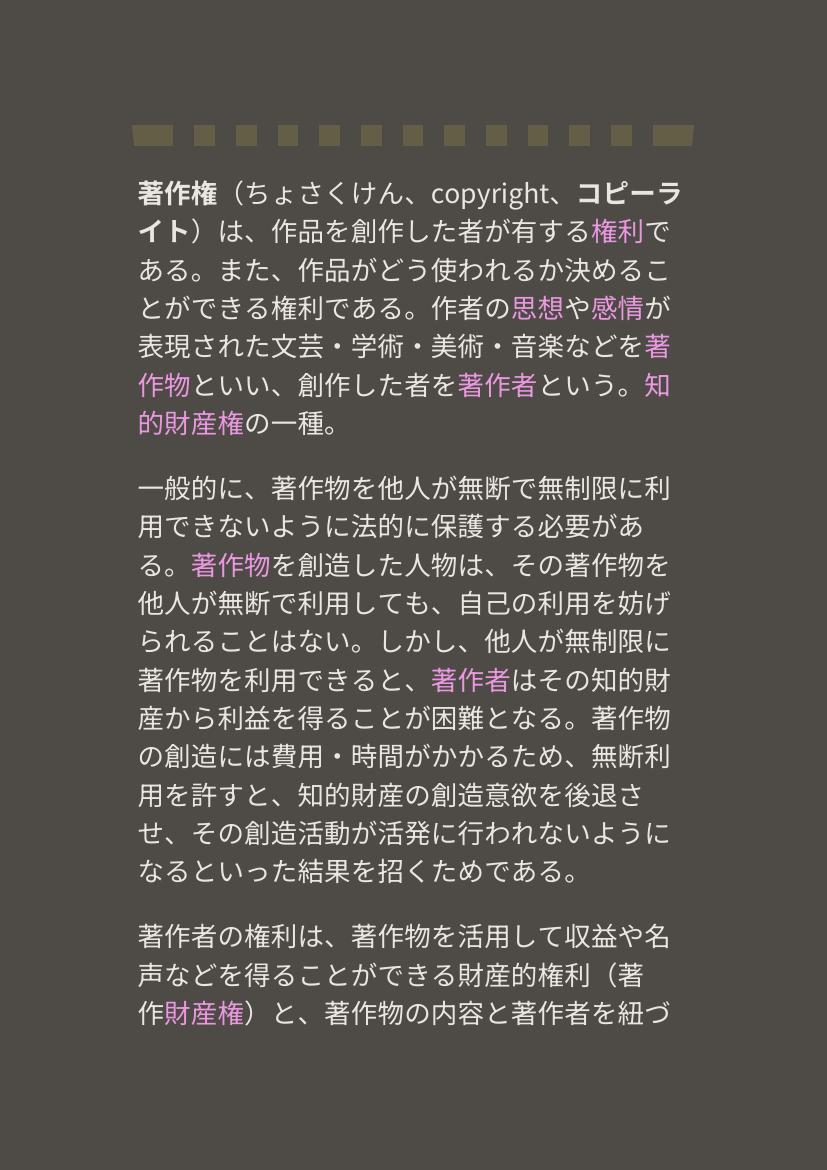 著作権（ちょさくけん、copyright、コピーラ
イト）は、作品を創作した者が有する権利で
ある。また、作品がどう使われるか決めるこ
とができる権利である。作者の思想や感情が
表現された文芸・学術・美術・音楽などを著
作物といい、創作した者を著作者という。知
的財産権の一種。
一般的に、著作物を他人が無断で無制限に利
用できないように法的に保護する必要があ
る。著作物を創造した人物は、その著作物を
他人が無断で利用しても、自己の利用を妨げ
られることはない。しかし、他人が無制限に
著作物を利用できると、著作者はその知的財
産から利益を得ることが困難となる。著作物
の創造には費用・時間がかかるため、無断利
用を許すと、知的財産の創造意欲を後退さ
せ、その創造活動が活発に行われないように
なるといった結果を招くためである。
著作者の権利は、著作物を活用して収益や名
声などを得ることができる財産的権利（著
作財産権）と、著作物の内容と著作者を紐づ